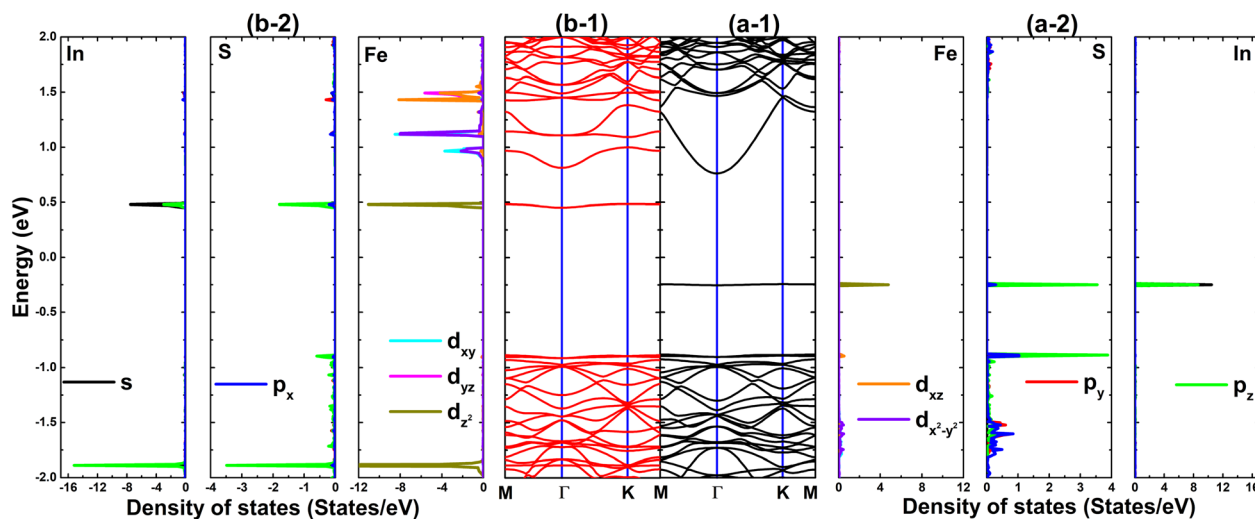 (b-2) (b-1) (a-1) (a-2)
In S Fe Fe S In
2.0
1.5
1.0
0.5
0.0
-0.5
-1.0
-1.5
-2.0
Energy (eV)
s
p_x
d_xy
d_yz
d_z²
d_xz
d_x²-y²
p_y
p_z
-16 -12 -8 -4 0 -4 -3 -2 -1 0 -12 -8 -4 0 M Γ K M Γ K M 0 4 8 12 0 1 2 3 4 0 4 8 12 16
Density of states (States/eV) Density of states (States/eV)